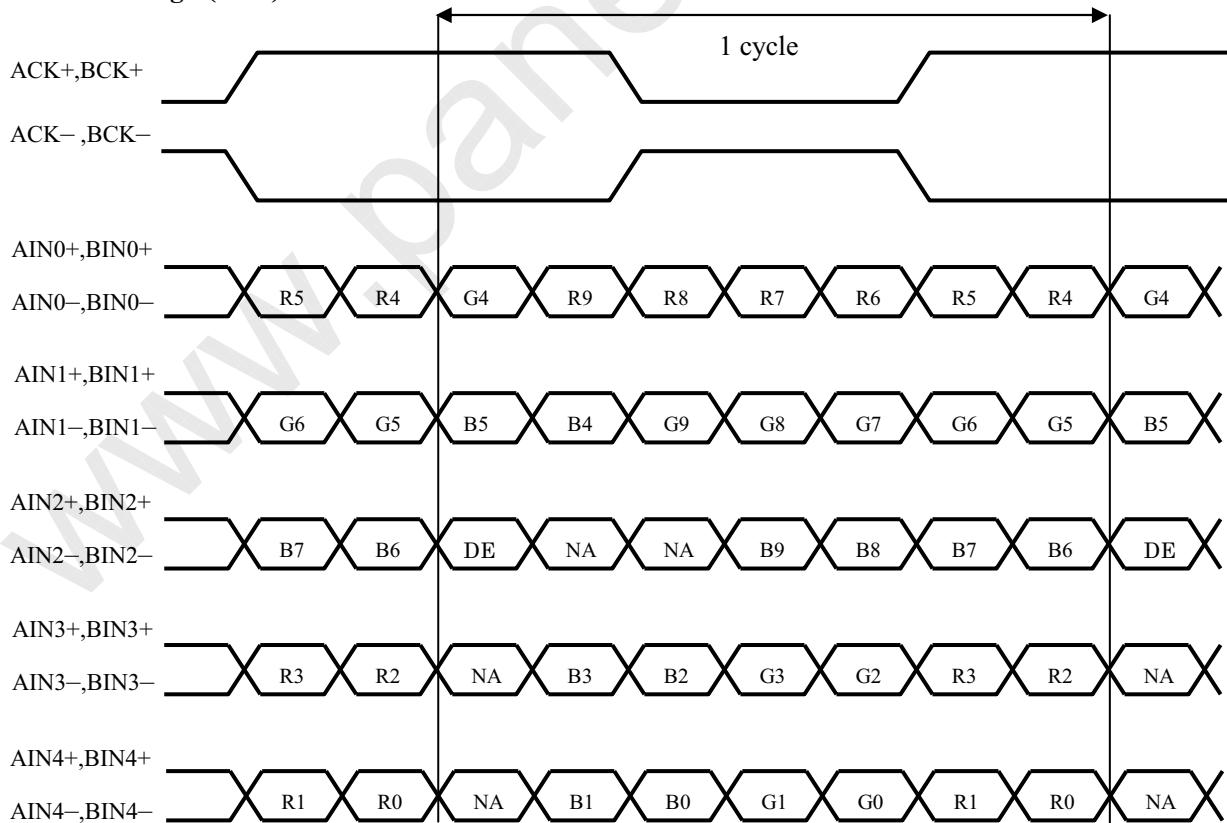 1 cycle
ACK+,BCK+
ACK− ,BCK−
AIN0+,BIN0+
AIN0−,BIN0−
R5 R4 G4 R9 R8 R7 R6 R5 R4 G4
AIN1+,BIN1+
AIN1−,BIN1−
G6 G5 B5 B4 G9 G8 G7 G6 G5 B5
AIN2+,BIN2+
AIN2−,BIN2−
B7 B6 DE NA NA B9 B8 B7 B6 DE
AIN3+,BIN3+
AIN3−,BIN3−
R3 R2 NA B3 B2 G3 G2 R3 R2 NA
AIN4+,BIN4+
AIN4−,BIN4−
R1 R0 NA B1 B0 G1 G0 R1 R0 NA
www.pane